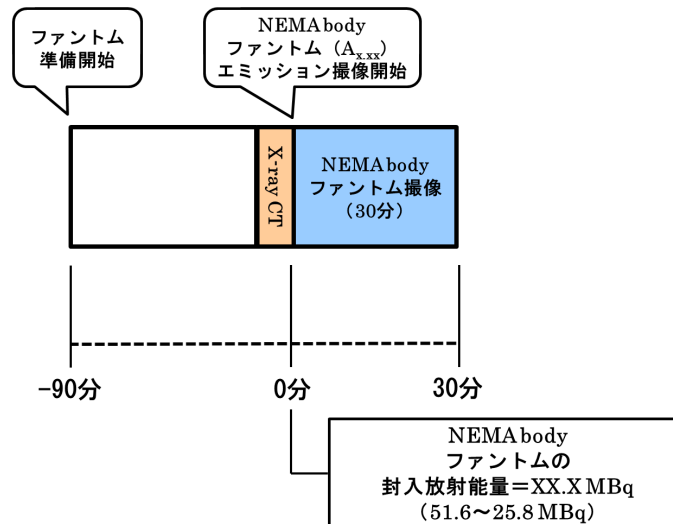 ファントム
準備開始
NEMA body
ファントム（Ax.xx）
エミッション撮像開始
X-ray CT
NEMA body
ファントム撮像
（30分）
-90分
0分
30分
NEMA body
ファントムの
封入放射能量＝XX.X MBq
（51.6～25.8 MBq）